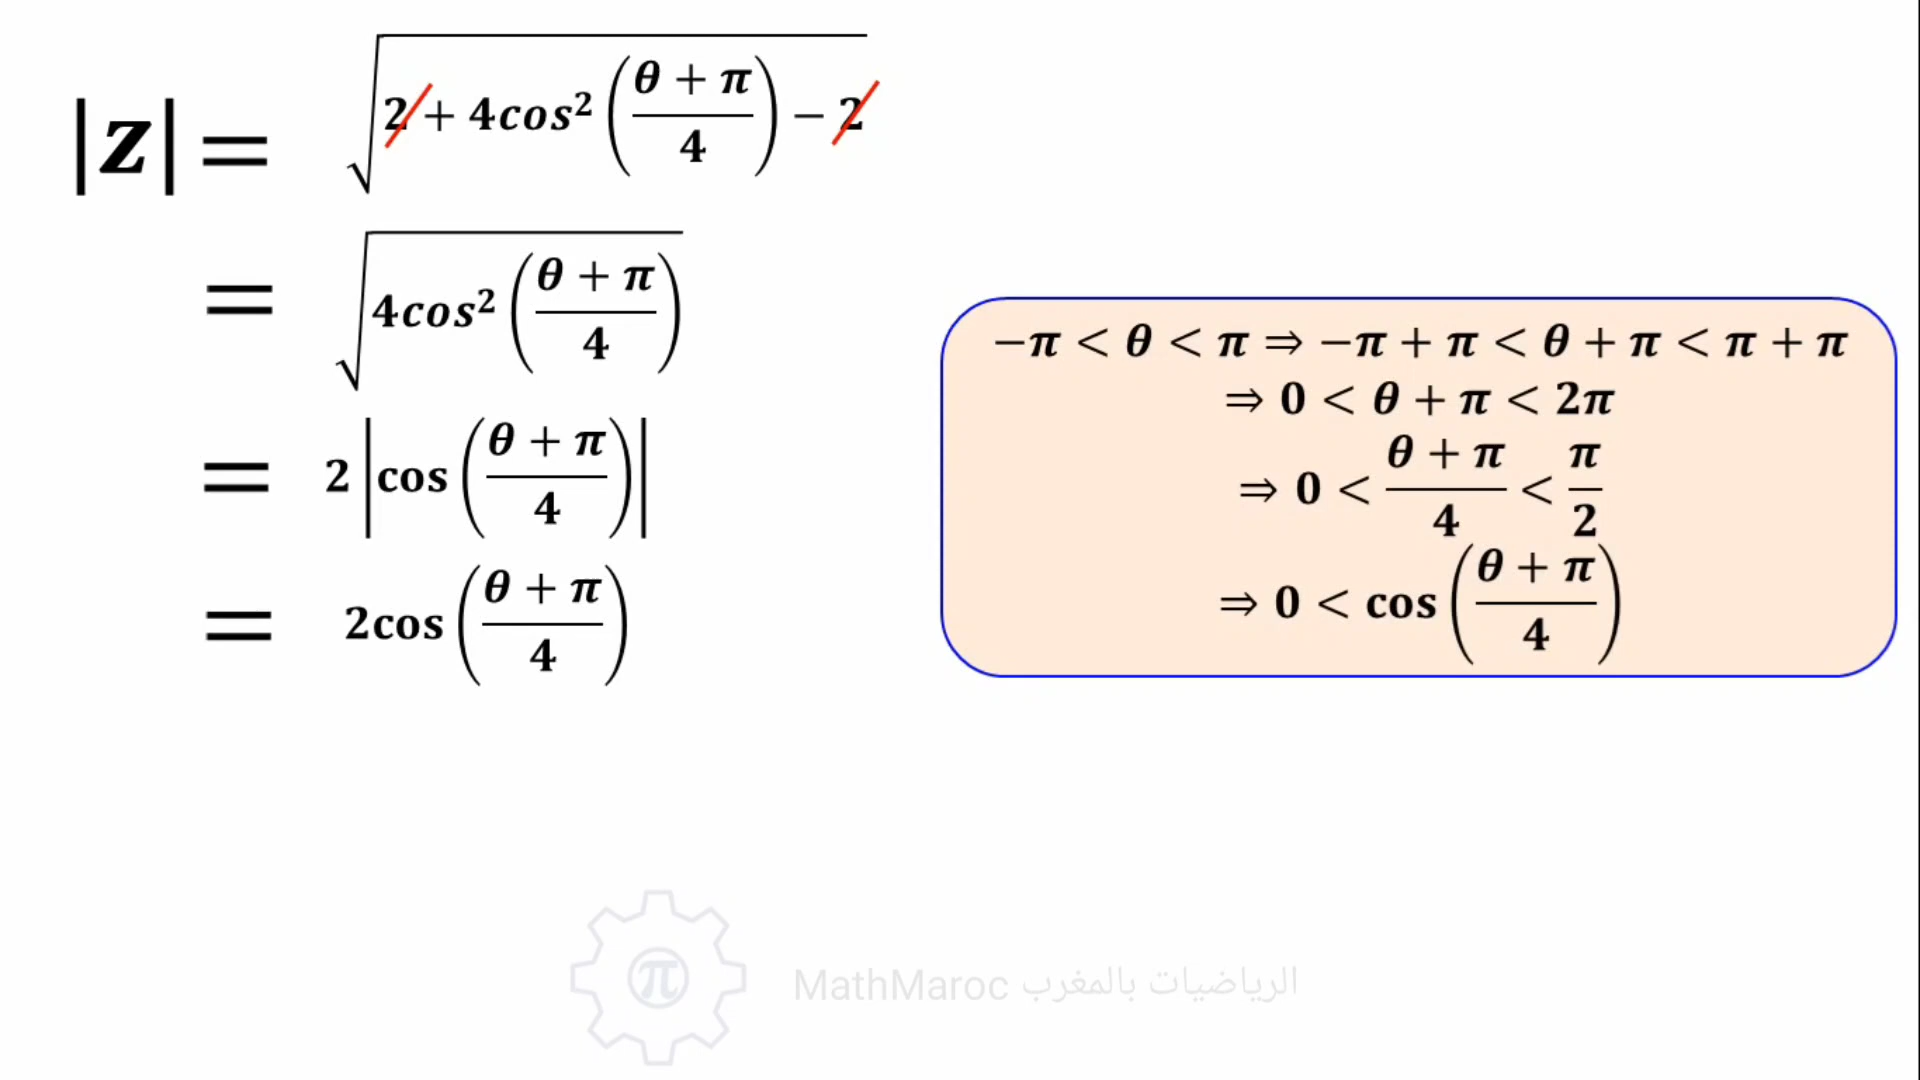 |z| = √(2 + 4cos²((θ + π)/4) − 2)
= √(4cos²((θ + π)/4))
= 2|cos((θ + π)/4)|
= 2cos((θ + π)/4)
−π < θ < π ⇒ −π + π < θ + π < π + π
⇒ 0 < θ + π < 2π
⇒ 0 < (θ + π)/4 < π/2
⇒ 0 < cos((θ + π)/4)
π
MathMaroc الرياضيات بالمغرب